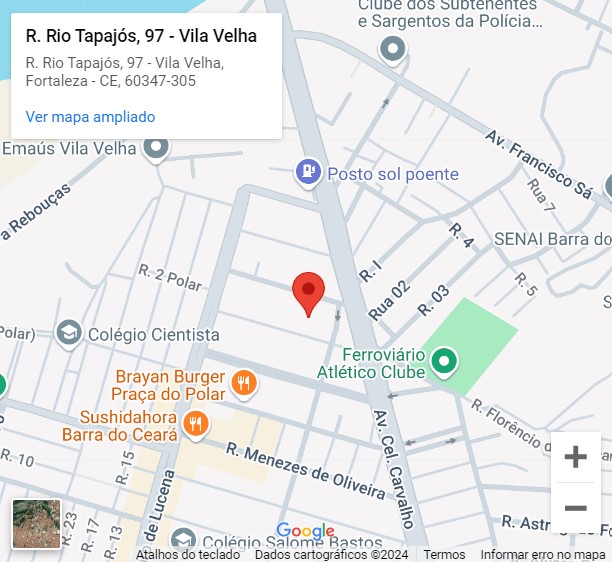 Clube dos Subtenentes
e Sargentos da Polícia...
R. Rio Tapajós, 97 - Vila Velha
R. Rio Tapajós, 97 - Vila Velha,
Fortaleza - CE, 60347-305
Ver mapa ampliado
Emaús Vila Velha
Av. Francisco Sá
Posto sol poente
Rua 7
a Rebouças
R. 4
SENAI Barra do
R. 2 Polar
R. I
Rua 02
R. 03
R. 5
Polar)
Colégio Cientista
Ferroviário
Atlético Clube
Brayan Burger
Praça do Polar
Sushidahora
Barra do Ceará
R. Florêncio d
Av. Cel. Carvalho
R. Menezes de Oliveira
R. 10
R. 15
R. 17
R. 23
de Lucena
R. Astro
de F
Colégio Salomé Bastos
Google
Atalhos do teclado
Dados cartográficos ©2024
Termos
Informar erro no mapa